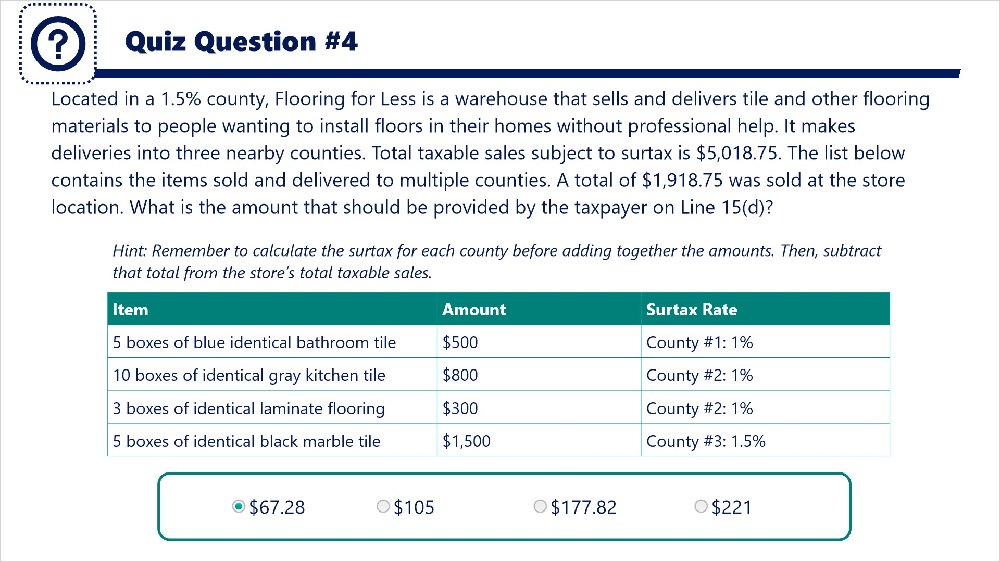 ?
Quiz Question #4
Located in a 1.5% county, Flooring for Less is a warehouse that sells and delivers tile and other flooring
materials to people wanting to install floors in their homes without professional help. It makes
deliveries into three nearby counties. Total taxable sales subject to surtax is $5,018.75. The list below
contains the items sold and delivered to multiple counties. A total of $1,918.75 was sold at the store
location. What is the amount that should be provided by the taxpayer on Line 15(d)?
Hint: Remember to calculate the surtax for each county before adding together the amounts. Then, subtract
that total from the store’s total taxable sales.
Item Amount Surtax Rate
5 boxes of blue identical bathroom tile $500 County #1: 1%
10 boxes of identical gray kitchen tile $800 County #2: 1%
3 boxes of identical laminate flooring $300 County #2: 1%
5 boxes of identical black marble tile $1,500 County #3: 1.5%
$67.28 $105 $177.82 $221